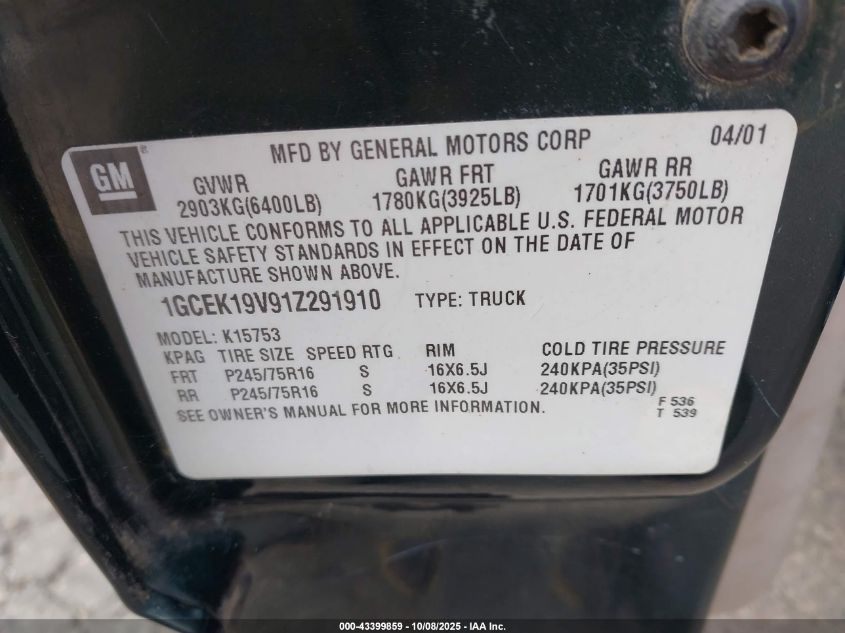 GM
MFD BY GENERAL MOTORS CORP 04/01
GVWR GAWR FRT GAWR RR
2903KG(6400LB) 1780KG(3925LB) 1701KG(3750LB)
THIS VEHICLE CONFORMS TO ALL APPLICABLE U.S. FEDERAL MOTOR
VEHICLE SAFETY STANDARDS IN EFFECT ON THE DATE OF
MANUFACTURE SHOWN ABOVE.
1GCEK19V91Z291910 TYPE: TRUCK
MODEL: K15753
KPAG TIRE SIZE SPEED RTG RIM COLD TIRE PRESSURE
FRT P245/75R16 S 16X6.5J 240KPA(35PSI)
RR P245/75R16 S 16X6.5J 240KPA(35PSI)
SEE OWNER'S MANUAL FOR MORE INFORMATION.
F 536
T 539
000-43399859 - 10/08/2025 - IAA Inc.